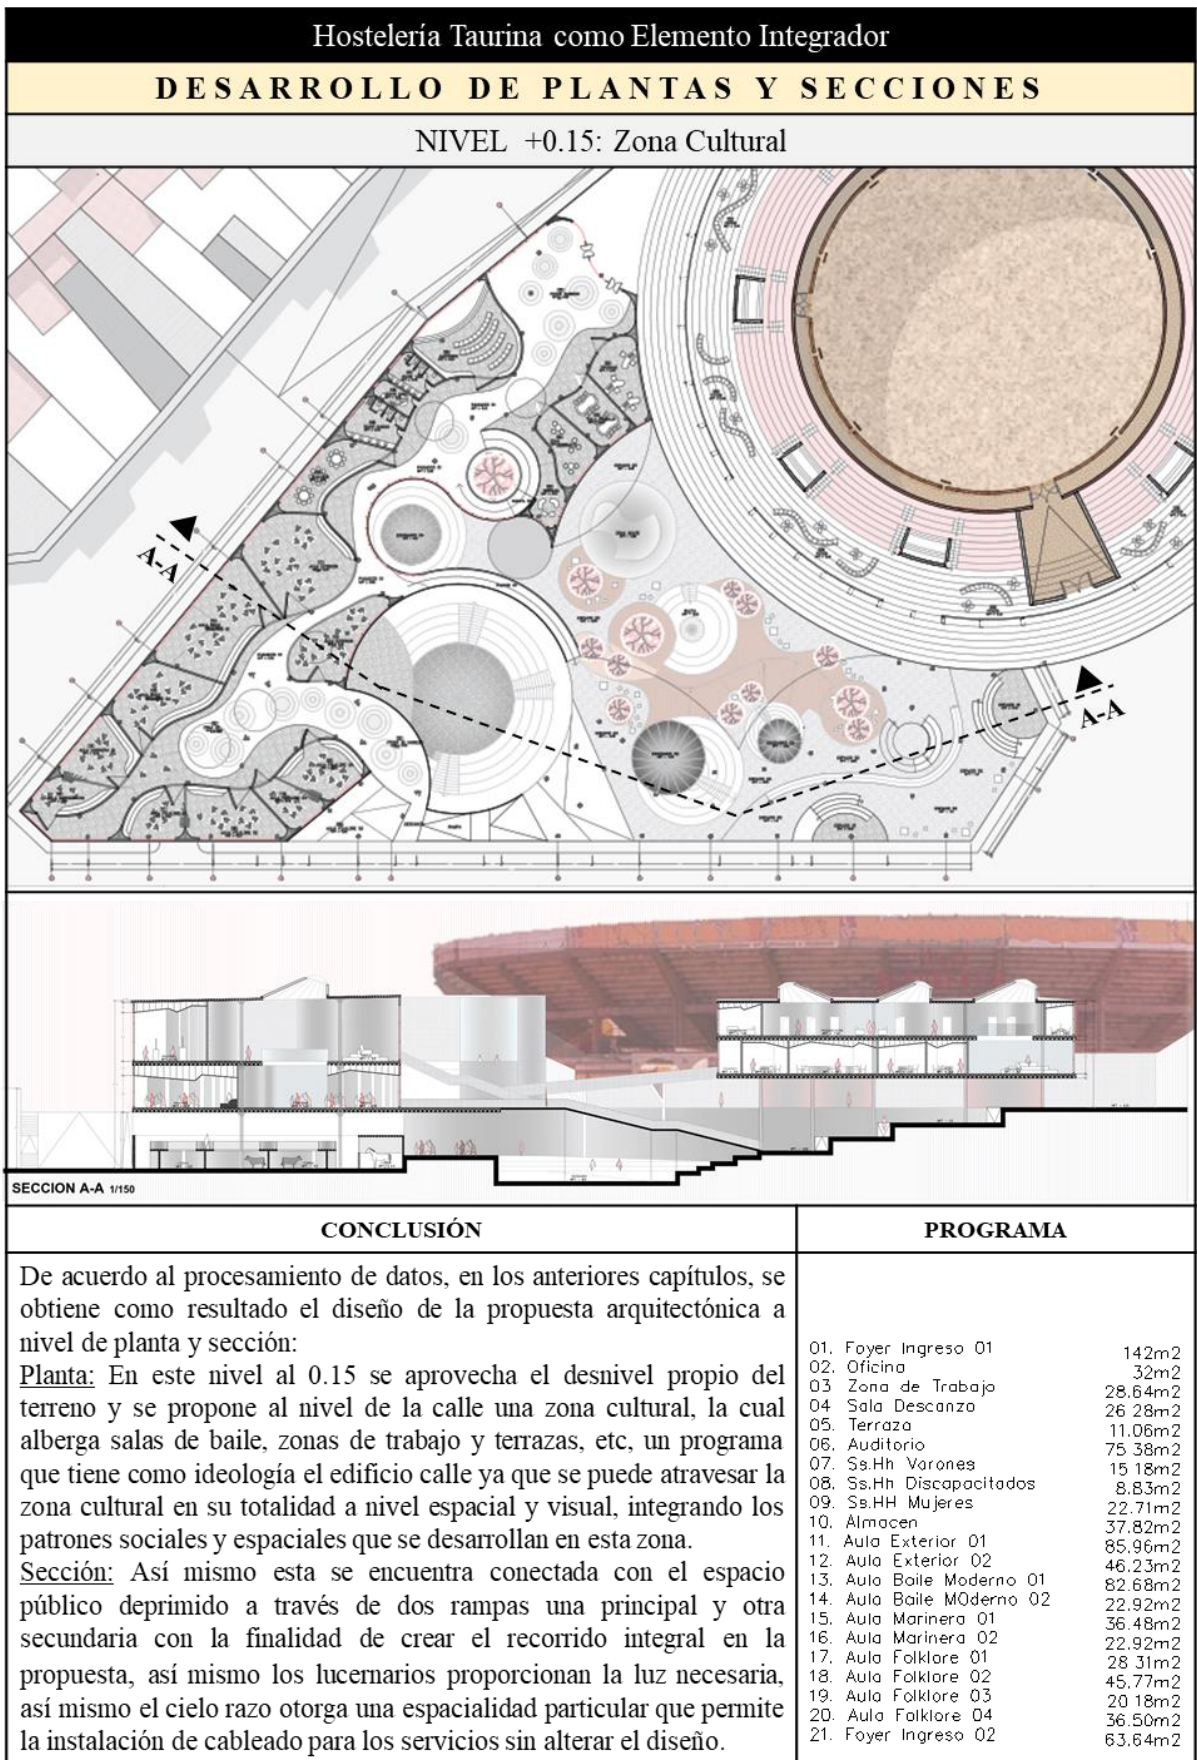 Hostelería Taurina como Elemento Integrador
DESARROLLO DE PLANTAS Y SECCIONES
NIVEL +0.15: Zona Cultural
A-A
A-A
SECCION A-A 1/150
CONCLUSIÓN
De acuerdo al procesamiento de datos, en los anteriores capítulos, se
obtiene como resultado el diseño de la propuesta arquitectónica a
nivel de planta y sección:
Planta: En este nivel al 0.15 se aprovecha el desnivel propio del
terreno y se propone al nivel de la calle una zona cultural, la cual
alberga salas de baile, zonas de trabajo y terrazas, etc, un programa
que tiene como ideología el edificio calle ya que se puede atravesar la
zona cultural en su totalidad a nivel espacial y visual, integrando los
patrones sociales y espaciales que se desarrollan en esta zona.
Sección: Así mismo esta se encuentra conectada con el espacio
público deprimido a través de dos rampas una principal y otra
secundaria con la finalidad de crear el recorrido integral en la
propuesta, así mismo los lucernarios proporcionan la luz necesaria,
así mismo el cielo razo otorga una espacialidad particular que permite
la instalación de cableado para los servicios sin alterar el diseño.
PROGRAMA
01. Foyer Ingreso 01 142m2
02. Oficina 32m2
03 Zona de Trabajo 28.64m2
04 Sala Descanzo 26 28m2
05. Terraza 11.06m2
06. Auditorio 75 38m2
07. Ss.Hh Varones 15 18m2
08. Ss.Hh Discapacitados 8.83m2
09. Ss.HH Mujeres 22.71m2
10. Almacen 37.82m2
11. Aula Exterior 01 85.96m2
12. Aula Exterior 02 46.23m2
13. Aula Baile Moderno 01 82.68m2
14. Aula Baile MOderno 02 22.92m2
15. Aula Marinera 01 36.48m2
16. Aula Marinera 02 22.92m2
17. Aula Folklore 01 28 31m2
18. Aula Folklore 02 45.77m2
19. Aula Folklore 03 20 18m2
20. Aula Folklore 04 36.50m2
21. Foyer Ingreso 02 63.64m2